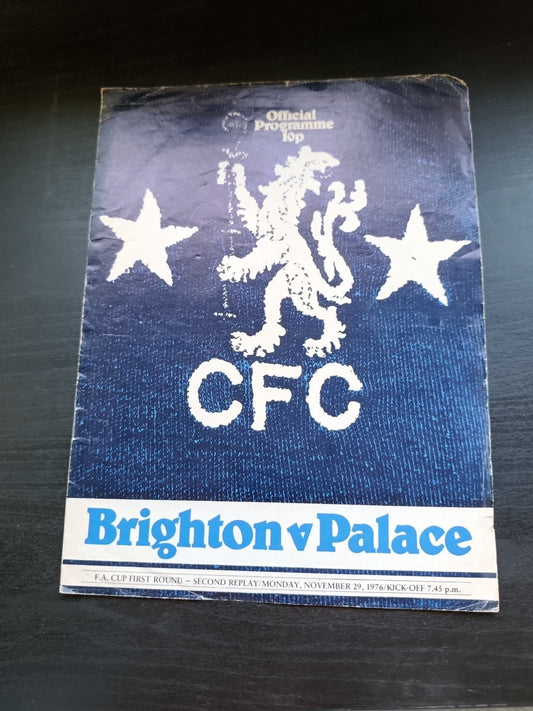 Official
Programme
10p
CFC
Brighton v Palace
F.A. CUP FIRST ROUND – SECOND REPLAY/MONDAY, NOVEMBER 29, 1976/KICK-OFF 7.45 p.m.